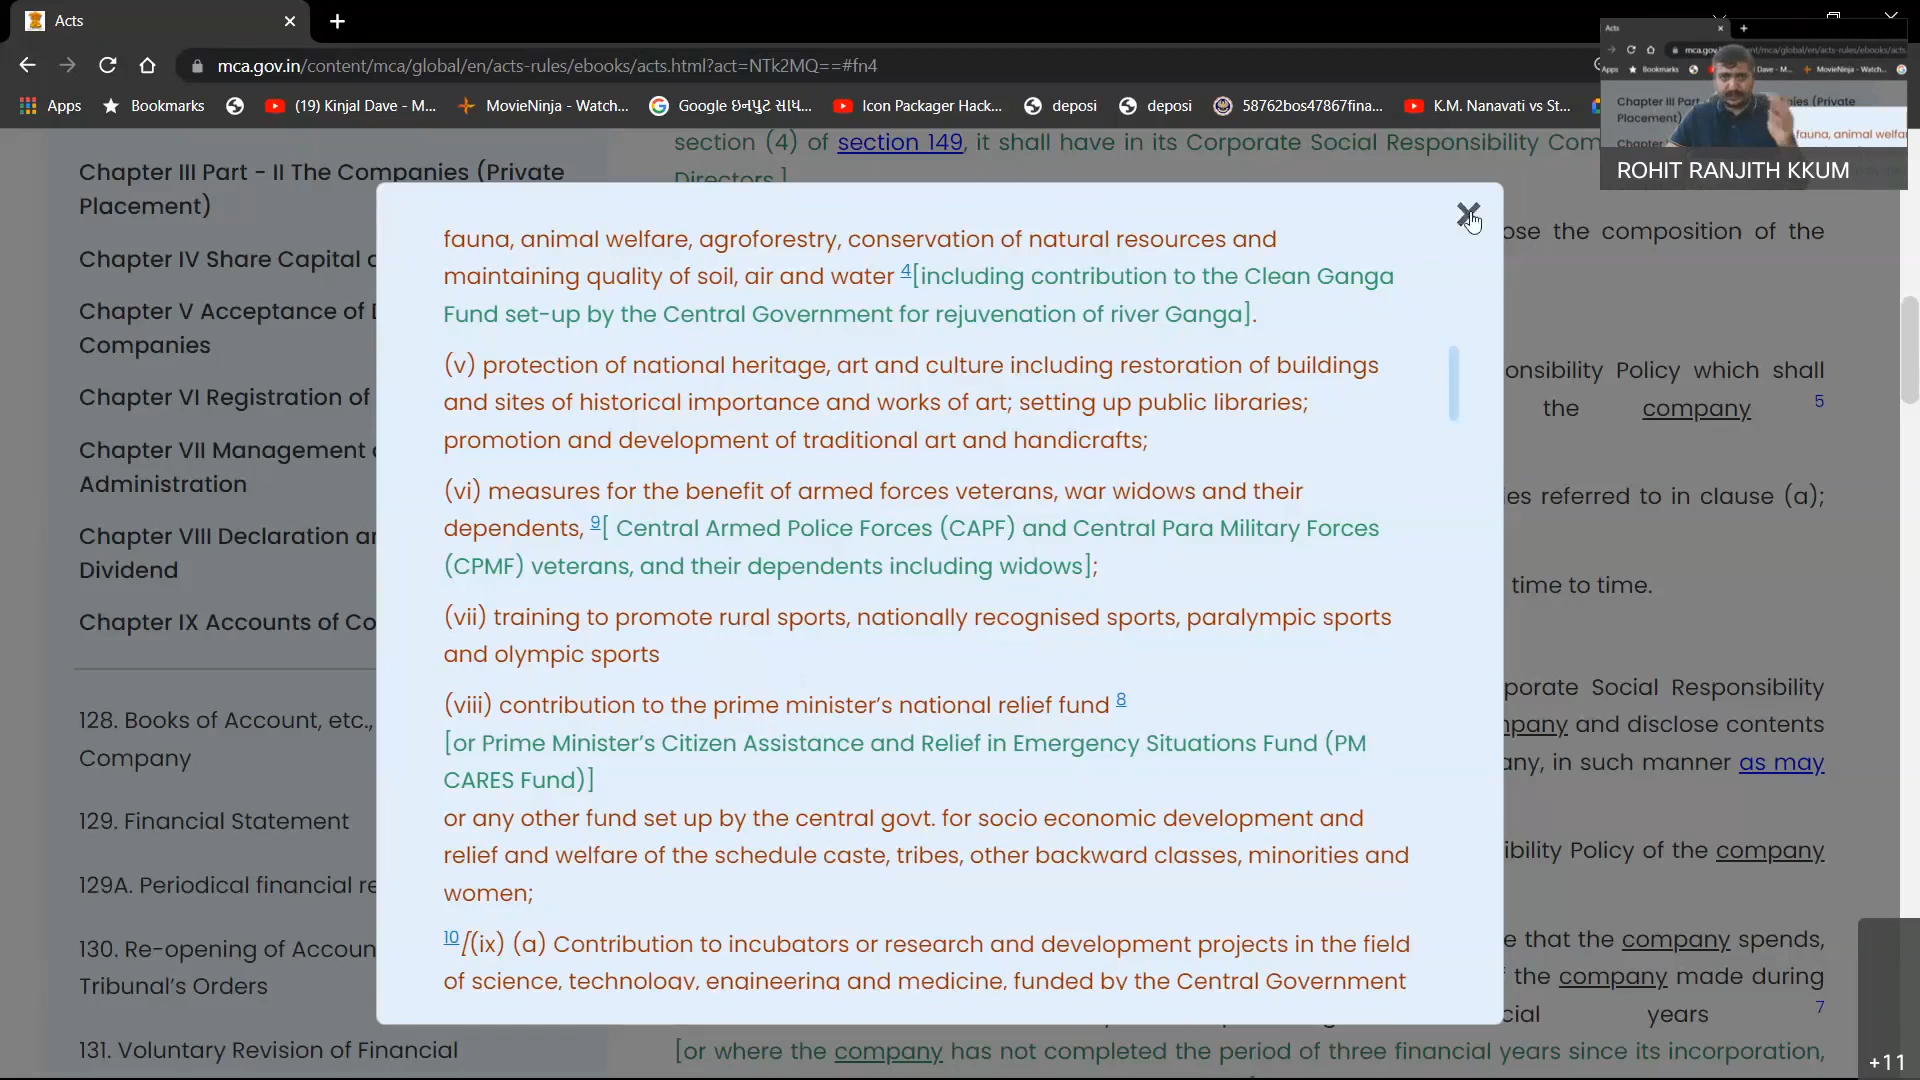 Acts
mca.gov.in/content/mca/global/en/acts-rules/ebooks/acts.html?act=NTk2MQ==#fn4
Apps
Bookmarks
(19) Kinjal Dave - M...
MovieNinja - Watch...
Google ઇનપુટ સાધ...
Icon Packager Hack...
deposi
deposi
58762bos47867fina...
K.M. Nanavati vs St...
Chapter III Part - II The Companies (Private
Placement)
Chapter IV Share Capital
Chapter V Acceptance of
Companies
Chapter VI Registration of
Chapter VII Management
Administration
Chapter VIII Declaration
Dividend
Chapter IX Accounts of
128. Books of Account, etc.,
Company
129. Financial Statement
129A. Periodical financial
130. Re-opening of
Tribunal's Orders
131. Voluntary Revision of Financial
section (4) of section 149, it shall have in its Corporate Social Responsibility
Directors.]
fauna, animal welfare, agroforestry, conservation of natural resources and
maintaining quality of soil, air and water 4[including contribution to the Clean Ganga
Fund set-up by the Central Government for rejuvenation of river Ganga].
(v) protection of national heritage, art and culture including restoration of buildings
and sites of historical importance and works of art; setting up public libraries;
promotion and development of traditional art and handicrafts;
(vi) measures for the benefit of armed forces veterans, war widows and their
dependents, 9[ Central Armed Police Forces (CAPF) and Central Para Military Forces
(CPMF) veterans, and their dependents including widows];
(vii) training to promote rural sports, nationally recognised sports, paralympic sports
and olympic sports
(viii) contribution to the prime minister's national relief fund 8
[or Prime Minister's Citizen Assistance and Relief in Emergency Situations Fund (PM
CARES Fund)]
or any other fund set up by the central govt. for socio economic development and
relief and welfare of the schedule caste, tribes, other backward classes, minorities and
women;
10[(ix) (a) Contribution to incubators or research and development projects in the field
of science, technology, engineering and medicine, funded by the Central Government
the composition of the
Policy which shall
the company 5
referred to in clause (a);
time to time.
Social Responsibility
and disclose contents
in such manner as may
Policy of the company
that the company spends,
the company made during
years 7
[or where the company has not completed the period of three financial years since its incorporation,
Acts
Apps
Bookmarks
MovieNinja - Watch...
Chapter III Part
(Private
Placement)
Chapter
fauna, animal
ROHIT RANJITH KKUM
+11